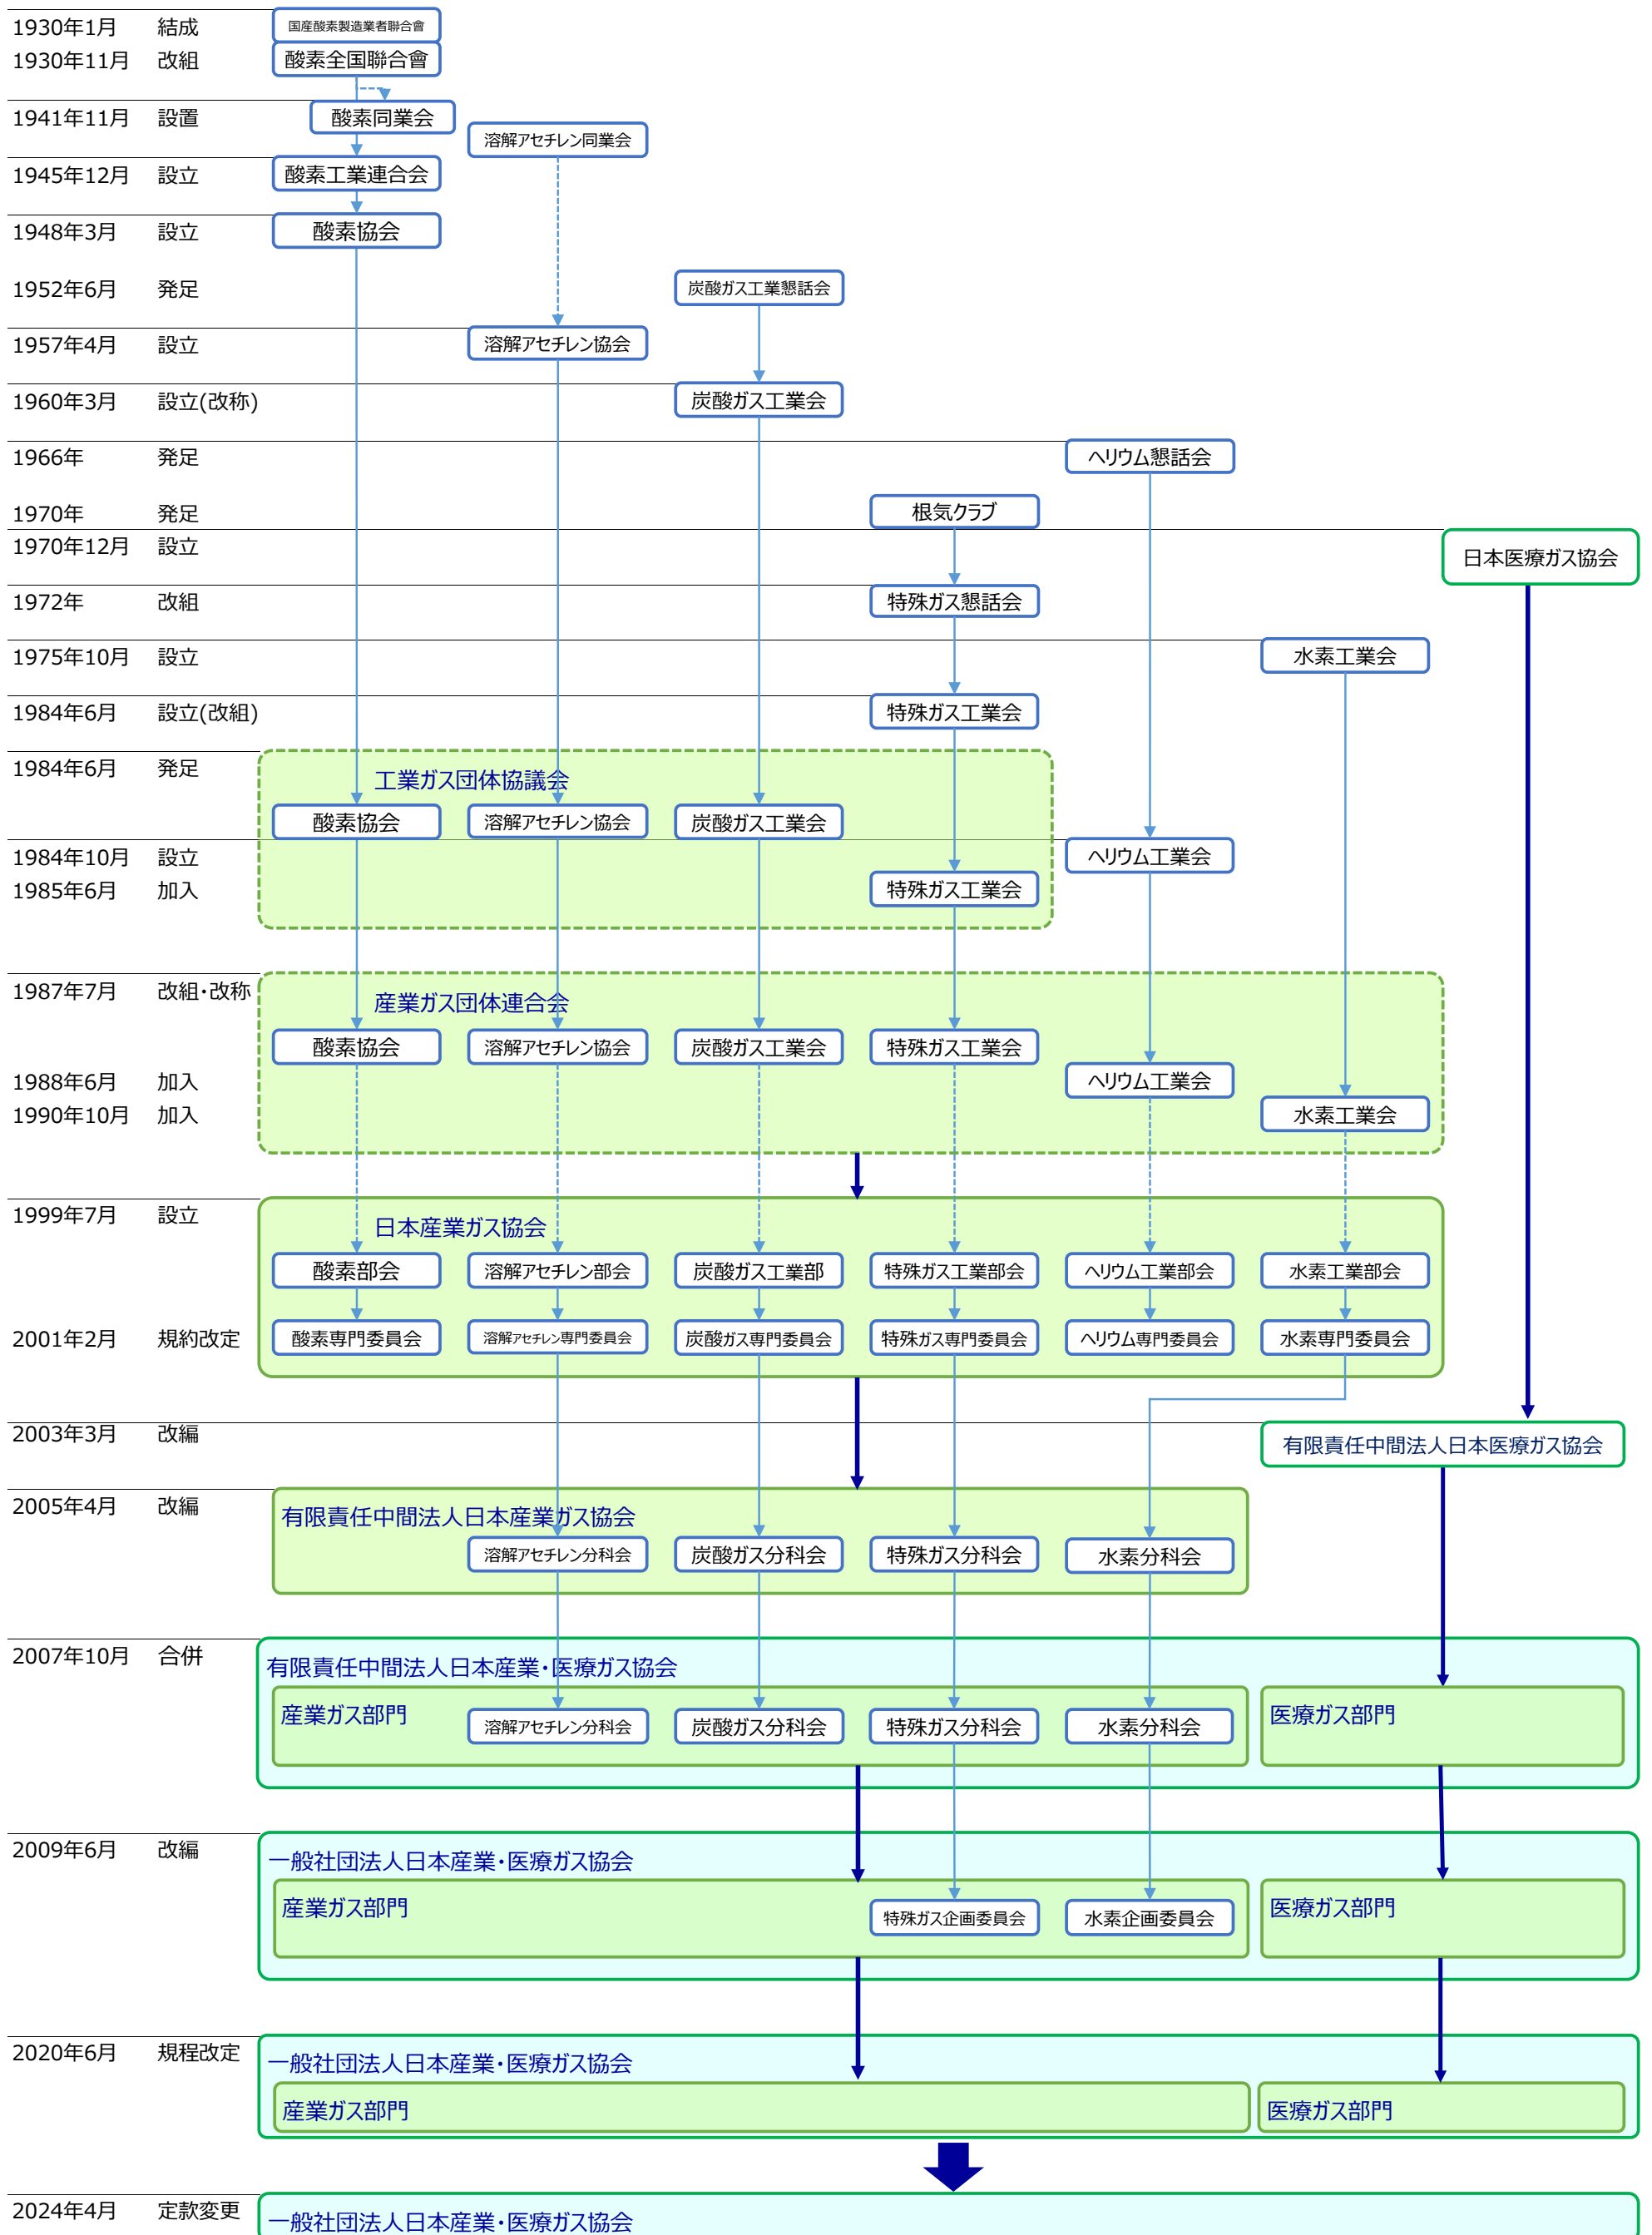 1930年1月 結成 国産酸素製造業者聯合會
1930年11月 改組 酸素全国聯合會
1941年11月 設置 酸素同業会
溶解アセチレン同業会
1945年12月 設立 酸素工業連合会
1948年3月 設立 酸素協会
1952年6月 発足 炭酸ガス工業懇話会
1957年4月 設立 溶解アセチレン協会
1960年3月 設立(改称) 炭酸ガス工業会
1966年 発足 ヘリウム懇話会
1970年 発足 根気クラブ
1970年12月 設立 日本医療ガス協会
1972年 改組 特殊ガス懇話会
1975年10月 設立 水素工業会
1984年6月 設立(改組) 特殊ガス工業会
1984年6月 発足 工業ガス団体協議会
酸素協会 溶解アセチレン協会 炭酸ガス工業会
1984年10月 設立 ヘリウム工業会
1985年6月 加入 特殊ガス工業会
1987年7月 改組・改称 産業ガス団体連合会
酸素協会 溶解アセチレン協会 炭酸ガス工業会 特殊ガス工業会
1988年6月 加入 ヘリウム工業会
1990年10月 加入 水素工業会
1999年7月 設立 日本産業ガス協会
酸素部会 溶解アセチレン部会 炭酸ガス工業部 特殊ガス工業部会 ヘリウム工業部会 水素工業部会
2001年2月 規約改定 酸素専門委員会 溶解アセチレン専門委員会 炭酸ガス専門委員会 特殊ガス専門委員会 ヘリウム専門委員会 水素専門委員会
2003年3月 改編 有限責任中間法人日本医療ガス協会
2005年4月 改編 有限責任中間法人日本産業ガス協会
溶解アセチレン分科会 炭酸ガス分科会 特殊ガス分科会 水素分科会
2007年10月 合併 有限責任中間法人日本産業・医療ガス協会
産業ガス部門 溶解アセチレン分科会 炭酸ガス分科会 特殊ガス分科会 水素分科会 医療ガス部門
2009年6月 改編 一般社団法人日本産業・医療ガス協会
産業ガス部門 特殊ガス企画委員会 水素企画委員会 医療ガス部門
2020年6月 規程改定 一般社団法人日本産業・医療ガス協会
産業ガス部門 医療ガス部門
2024年4月 定款変更 一般社団法人日本産業・医療ガス協会